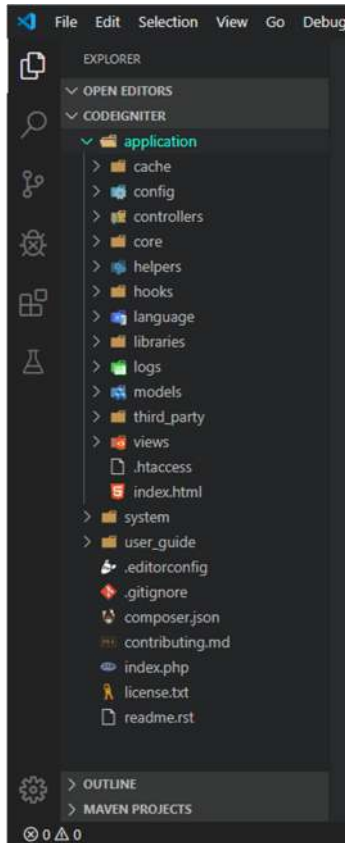 File Edit Selection View Go Debug
EXPLORER
OPEN EDITORS
CODEIGNITER
application
cache
config
controllers
core
helpers
hooks
language
libraries
logs
models
third_party
views
.htaccess
index.html
system
user_guide
.editorconfig
.gitignore
composer.json
contributing.md
index.php
license.txt
readme.rst
OUTLINE
MAVEN PROJECTS
0 0